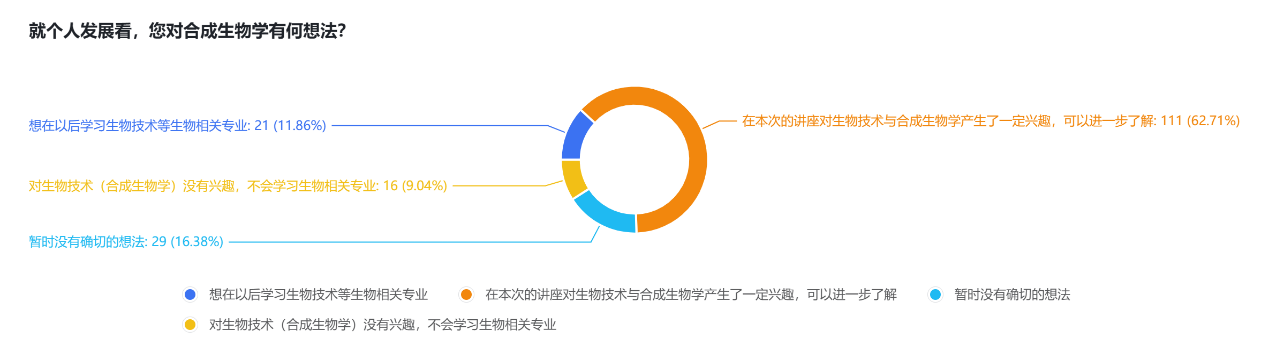 就个人发展看，您对合成生物学有何想法?
想在以后学习生物技术等生物相关专业: 21 (11.86%)
在本次的讲座对生物技术与合成生物学产生了一定兴趣，可以进一步了解: 111 (62.71%)
对生物技术（合成生物学）没有兴趣，不会学习生物相关专业: 16 (9.04%)
暂时没有确切的想法: 29 (16.38%)
想在以后学习生物技术等生物相关专业
在本次的讲座对生物技术与合成生物学产生了一定兴趣，可以进一步了解
暂时没有确切的想法
对生物技术（合成生物学）没有兴趣，不会学习生物相关专业